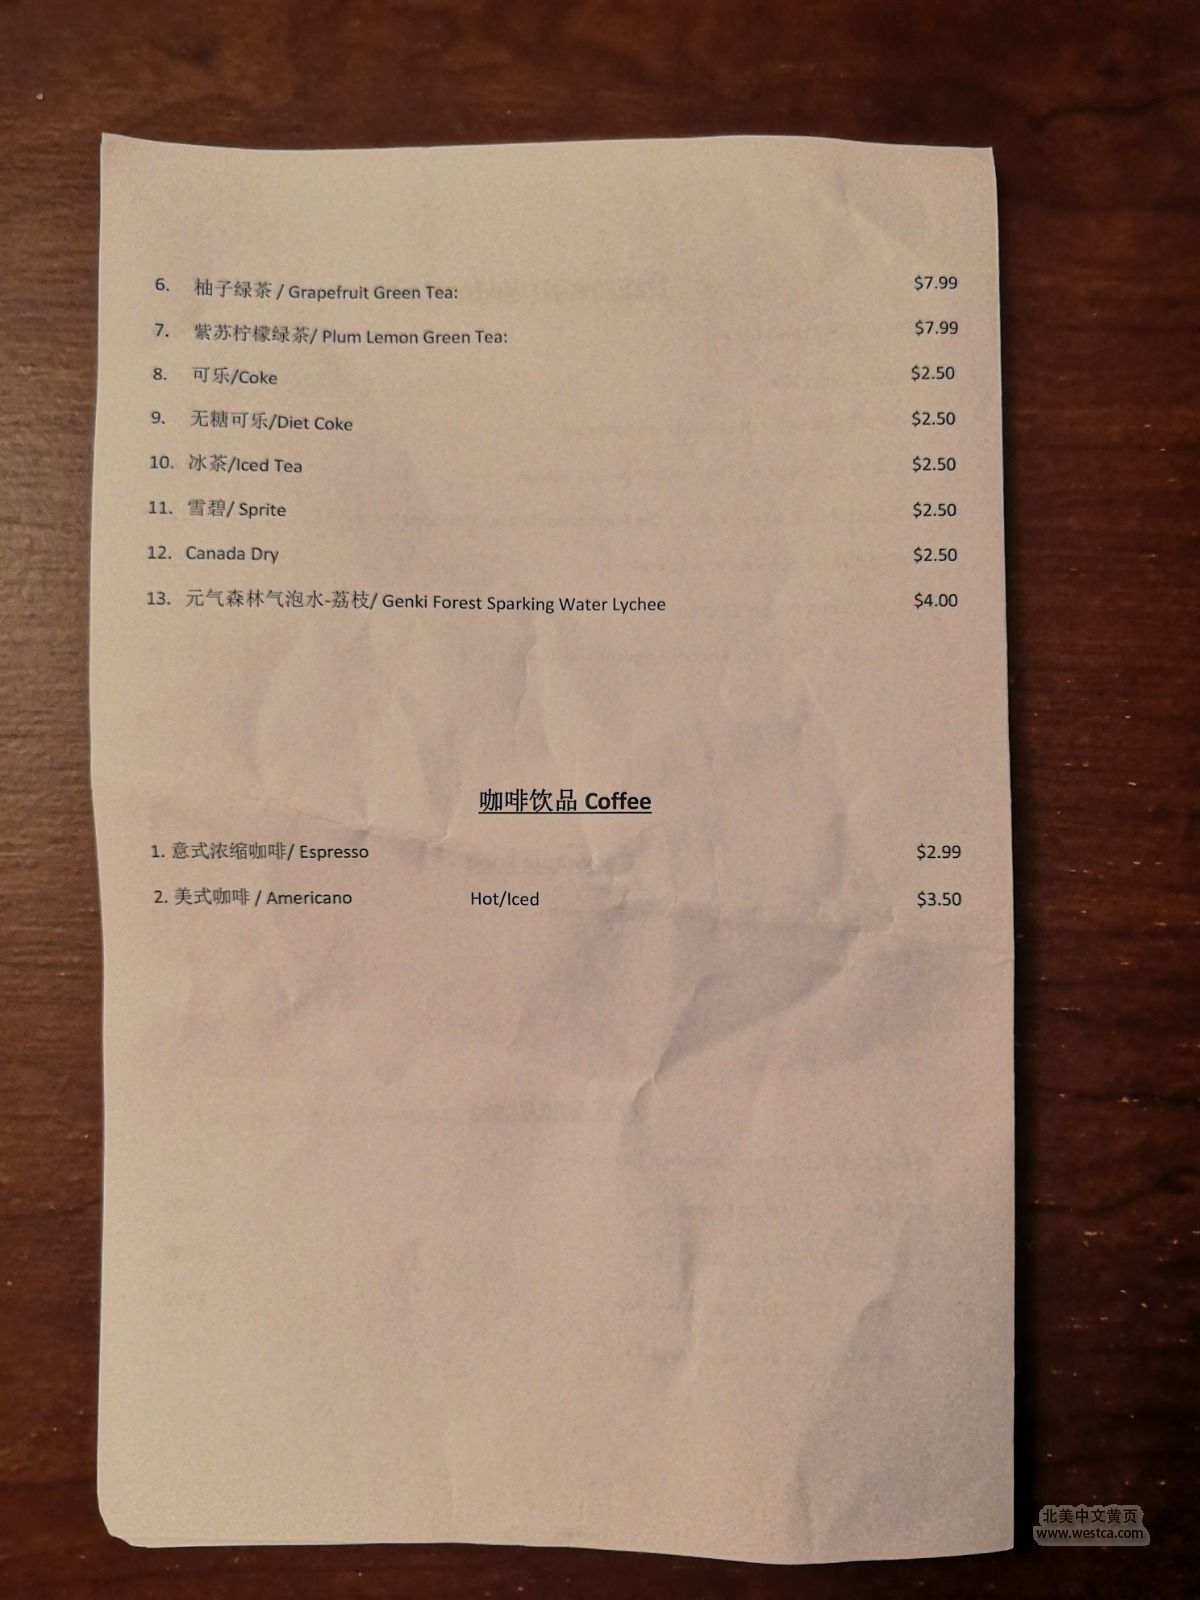 6. 柚子绿茶 / Grapefruit Green Tea: $7.99
7. 紫苏柠檬绿茶/ Plum Lemon Green Tea: $7.99
8. 可乐/Coke $2.50
9. 无糖可乐/Diet Coke $2.50
10. 冰茶/Iced Tea $2.50
11. 雪碧/ Sprite $2.50
12. Canada Dry $2.50
13. 元气森林气泡水-荔枝/ Genki Forest Sparking Water Lychee $4.00
咖啡饮品 Coffee
1. 意式浓缩咖啡/ Espresso $2.99
2. 美式咖啡 / Americano Hot/Iced $3.50
北美中文黄页
www.westca.com